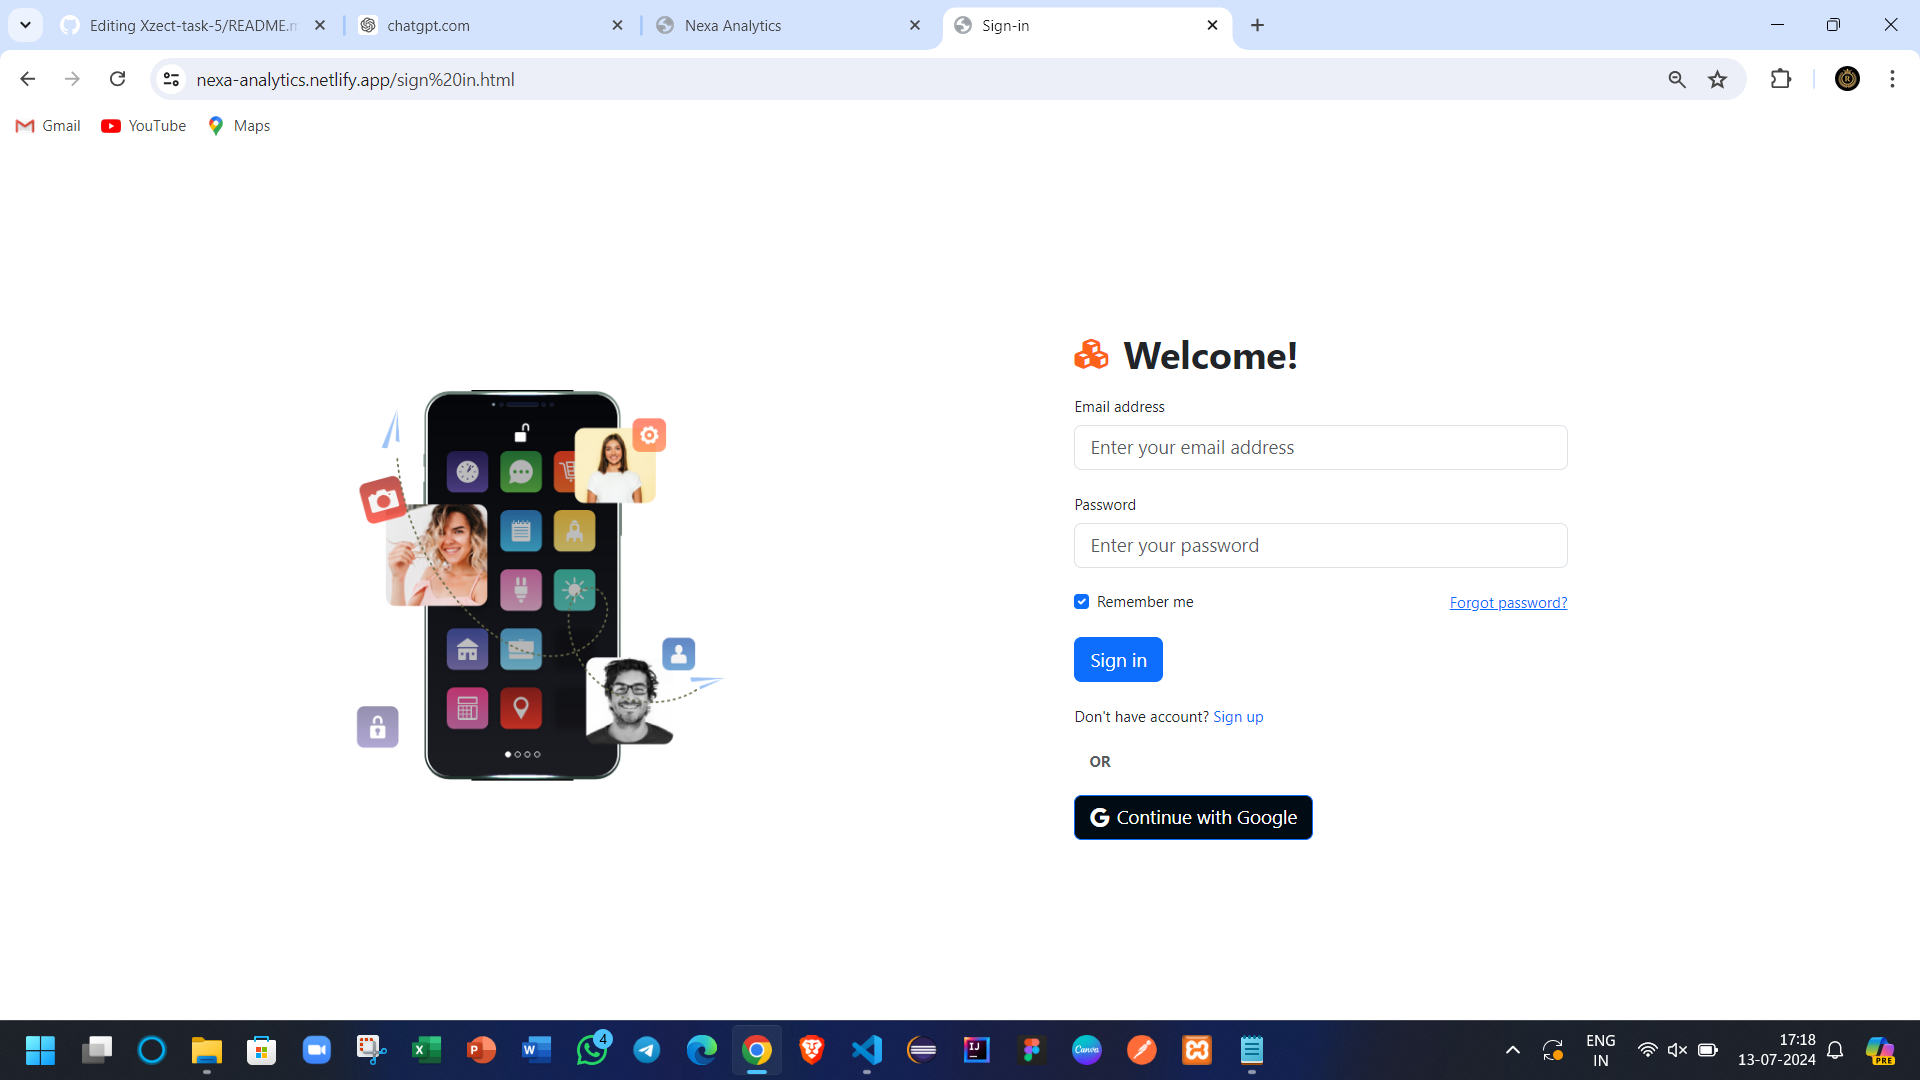 Editing Xzect-task-5/README.m
chatgpt.com
Nexa Analytics
Sign-in
nexa-analytics.netlify.app/sign%20in.html
Gmail
YouTube
Maps
Welcome!
Email address
Enter your email address
Password
Enter your password
Remember me
Forgot password?
Sign in
Don't have account? Sign up
OR
Continue with Google
4
Canva
ENG
IN
17:18
13-07-2024
PRE